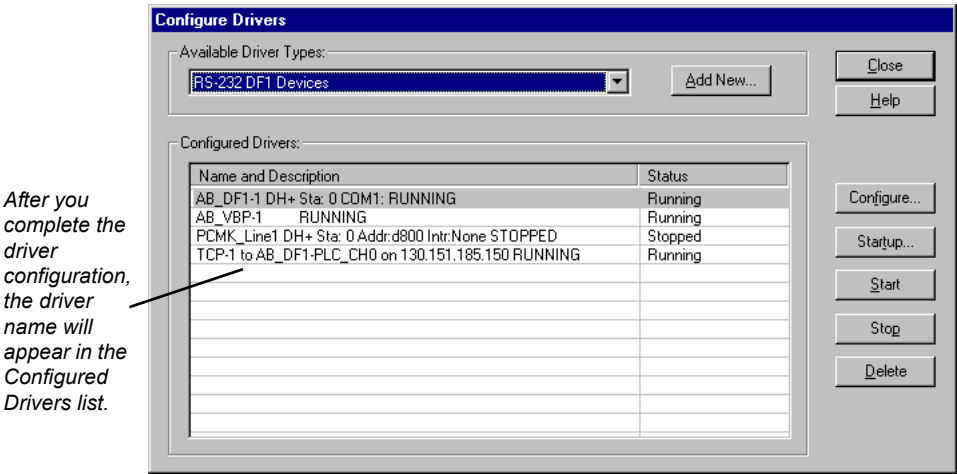 Configure Drivers
Available Driver Types:
RS-232 DF1 Devices
Add New...
Close
Help
Configured Drivers:
Name and Description Status
AB_DF1-1 DH+ Sta: 0 COM1: RUNNING Running
AB_VBP-1 RUNNING Running
PCMK_Line1 DH+ Sta: 0 Addr:d800 Intr:None STOPPED Stopped
TCP-1 to AB_DF1-PLC_CH0 on 130.151.185.150 RUNNING Running
Configure...
Startup...
Start
Stop
Delete
After you
complete the
driver
configuration,
the driver
name will
appear in the
Configured
Drivers list.